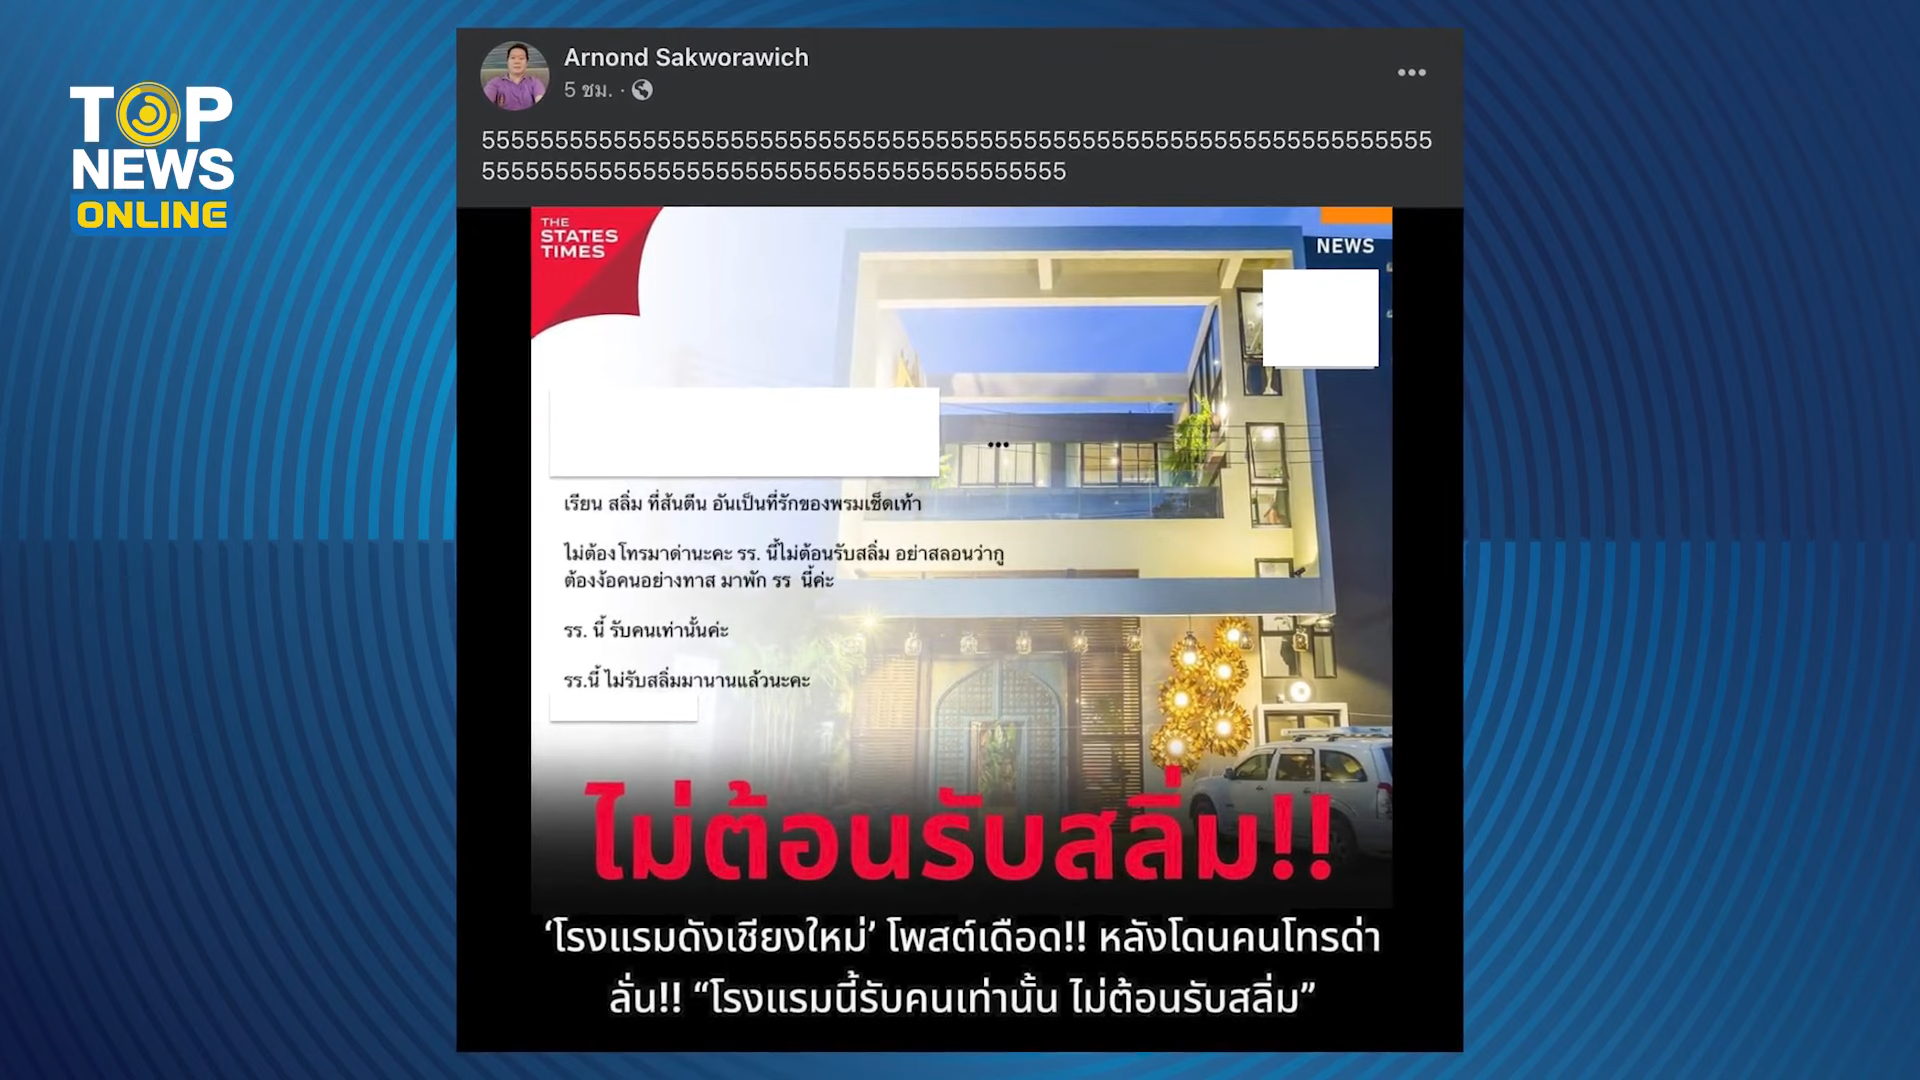 TOP
NEWS
ONLINE
Arnond Sakworawich
5 ชม. ·
55555555555555555555555555555555555555555555555555555555555555555
5555555555555555555555555555555555555555
THE
STATES
TIMES
NEWS
เรียน สลิ่ม ที่ส้นตีน อันเป็นที่รักของพรมเช็ดเท้า
ไม่ต้องโทรมาด่านะคะ รร. นี้ไม่ต้อนรับสลิ่ม อย่าสลอนว่ากู
ต้องง้อคนอย่างทาส มาพัก รร นี้ค่ะ
รร. นี้ รับคนเท่านั้นค่ะ
รร.นี้ ไม่รับสลิ่มมานานแล้วนะคะ
ไม่ต้อนรับสลิ่ม!!
‘โรงแรมดังเชียงใหม่’ โพสต์เดือด!! หลังโดนคนโทรด่า
ลั่น!! “โรงแรมนี้รับคนเท่านั้น ไม่ต้อนรับสลิ่ม”